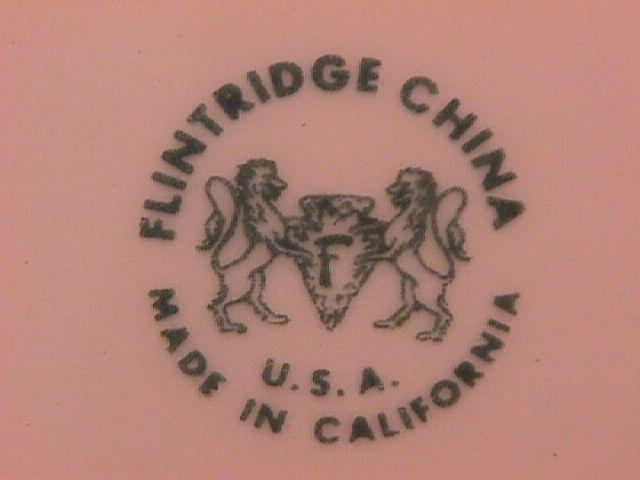 FLINTRIDGE CHINA
F
U.S.A.
MADE IN CALIFORNIA